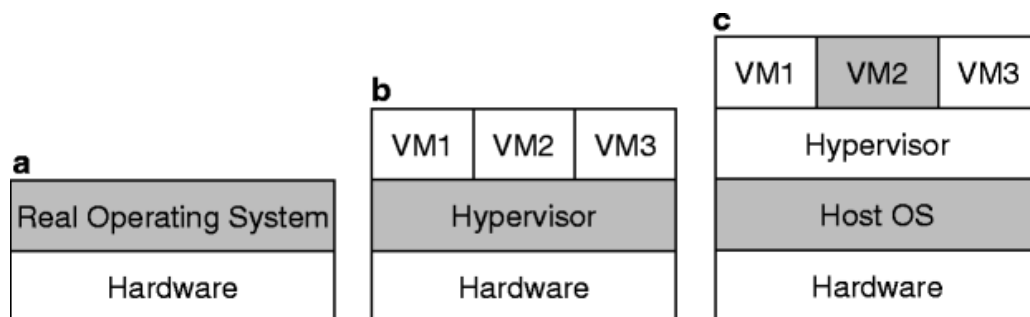 a
Real Operating System
Hardware
b
VM1 VM2 VM3
Hypervisor
Hardware
c
VM1 VM2 VM3
Hypervisor
Host OS
Hardware